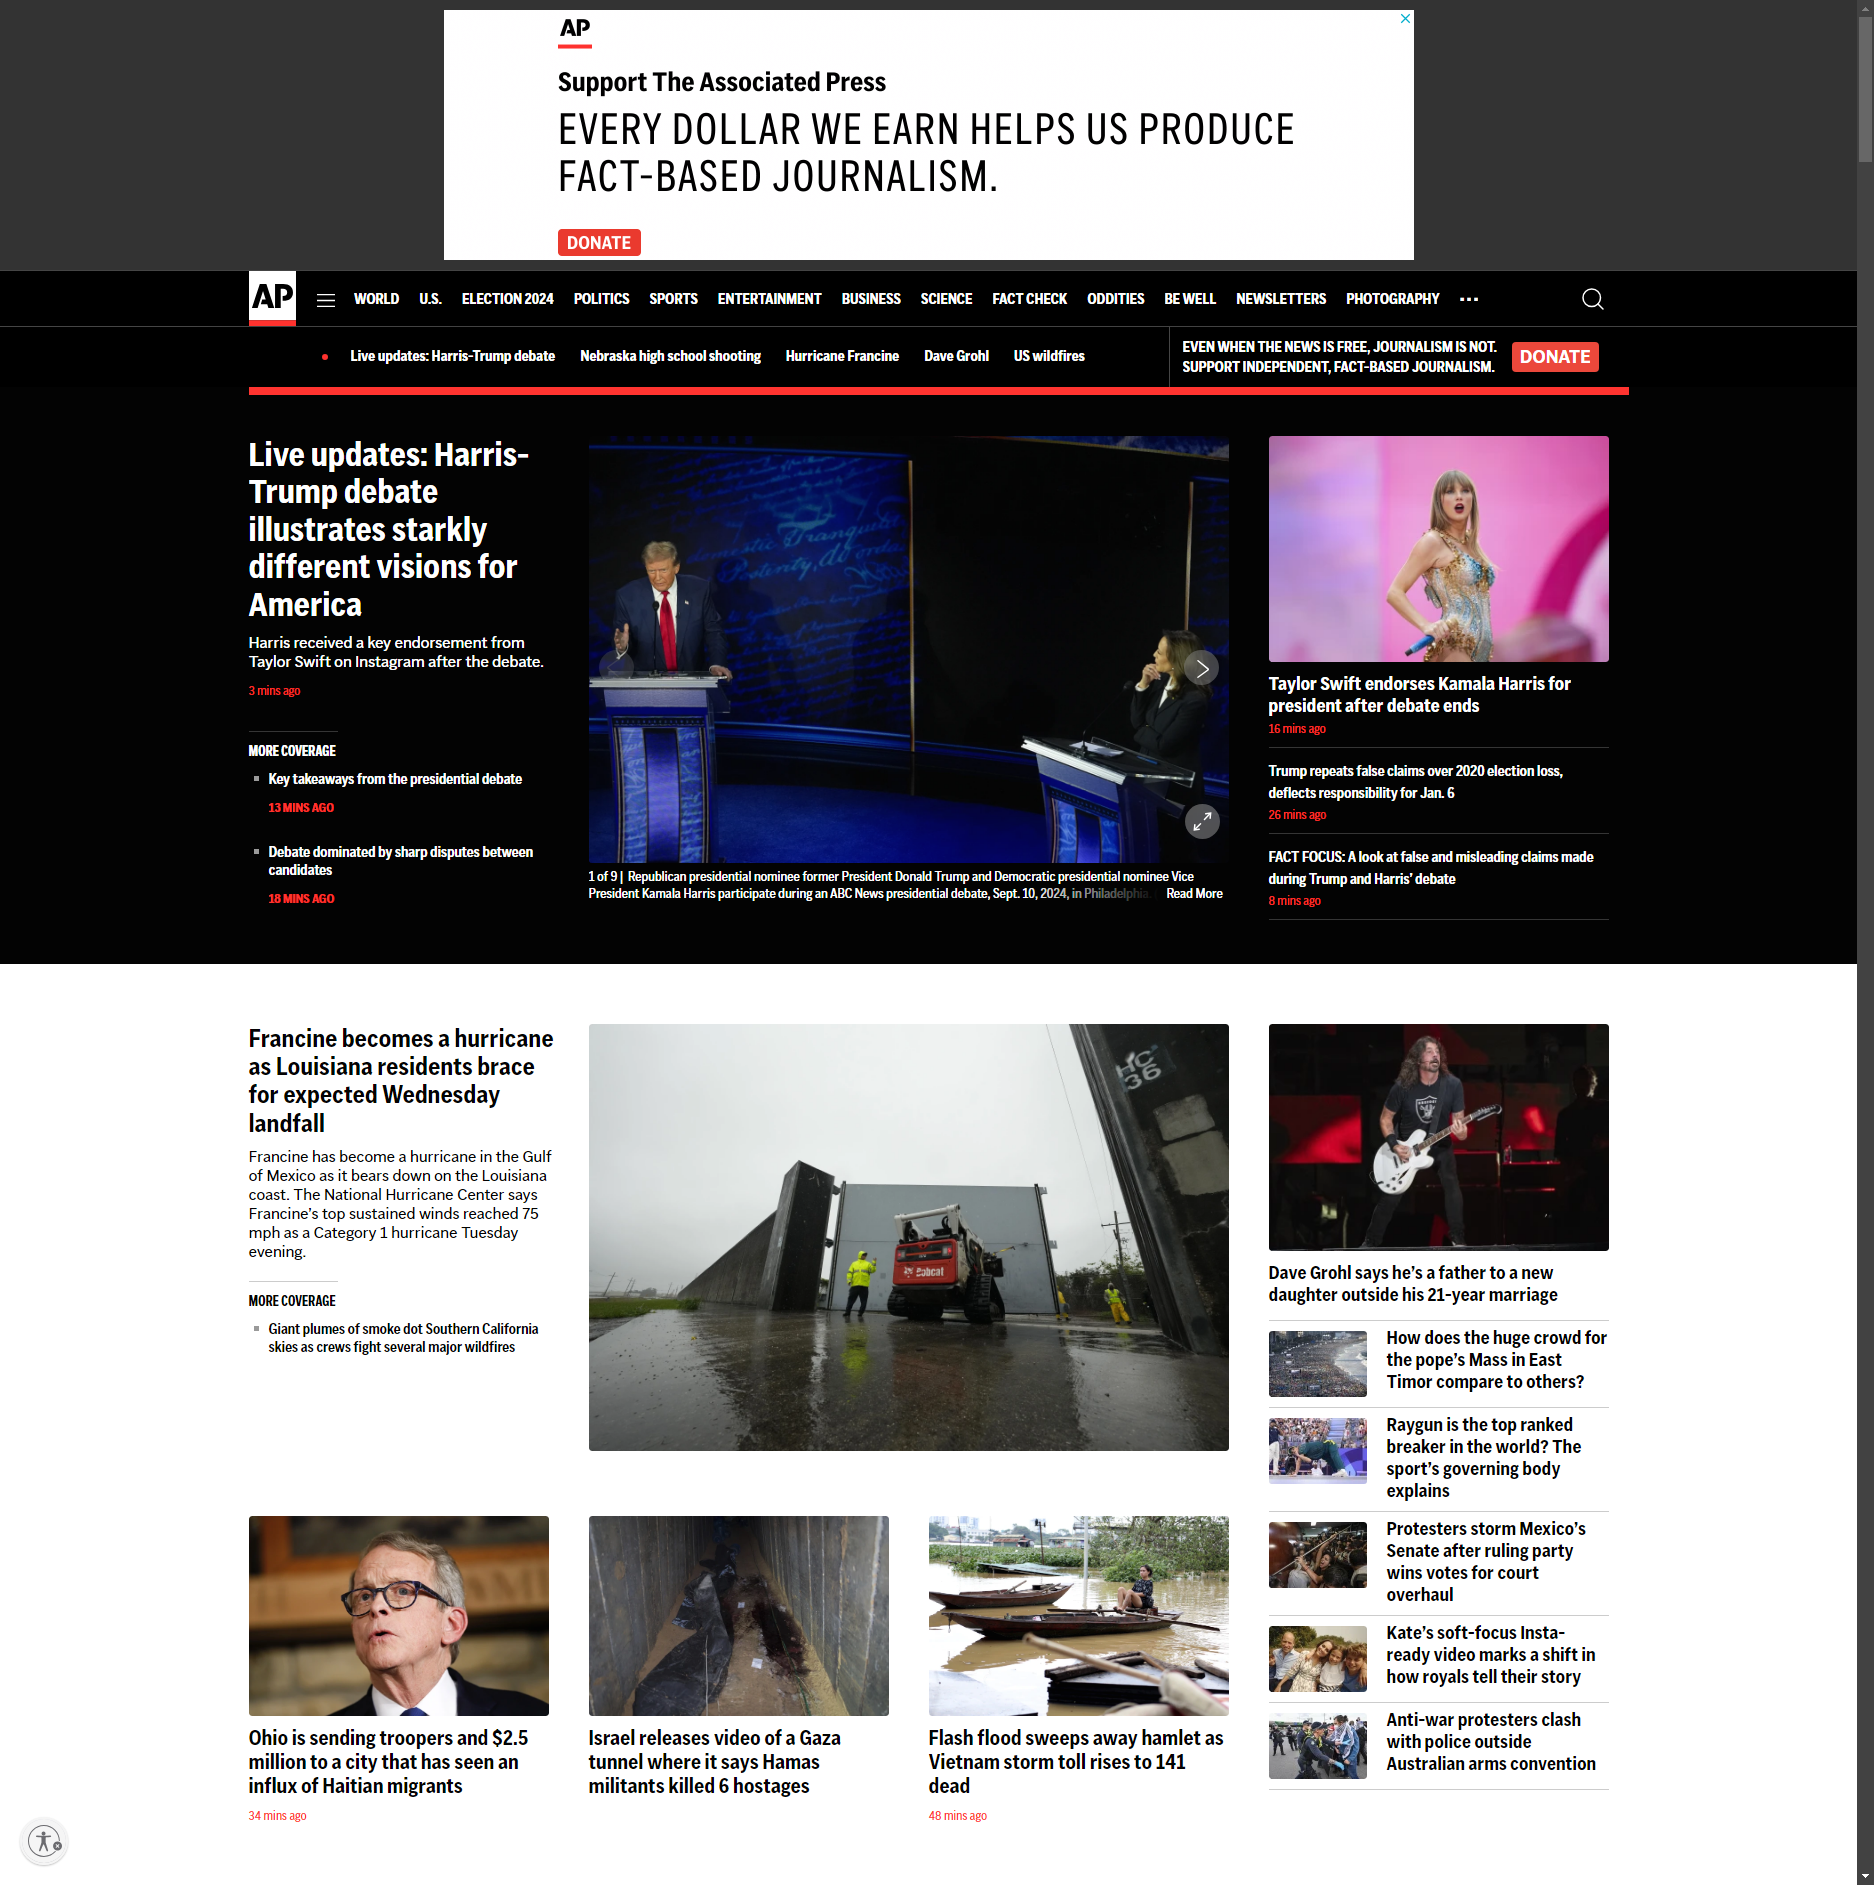 AP
Support The Associated Press
EVERY DOLLAR WE EARN HELPS US PRODUCE
FACT-BASED JOURNALISM.
DONATE
AP
WORLD U.S. ELECTION 2024 POLITICS SPORTS ENTERTAINMENT BUSINESS SCIENCE FACT CHECK ODDITIES BE WELL NEWSLETTERS PHOTOGRAPHY
Live updates: Harris-Trump debate Nebraska high school shooting Hurricane Francine Dave Grohl US wildfires
EVEN WHEN THE NEWS IS FREE, JOURNALISM IS NOT.
SUPPORT INDEPENDENT, FACT-BASED JOURNALISM.
DONATE
Live updates: Harris-
Trump debate
illustrates starkly
different visions for
America
Harris received a key endorsement from
Taylor Swift on Instagram after the debate.
3 mins ago
MORE COVERAGE
Key takeaways from the presidential debate
13 MINS AGO
Debate dominated by sharp disputes between
candidates
18 MINS AGO
1 of 9 | Republican presidential nominee former President Donald Trump and Democratic presidential nominee Vice
President Kamala Harris participate during an ABC News presidential debate, Sept. 10, 2024, in Philadelphia. Read More
Taylor Swift endorses Kamala Harris for
president after debate ends
16 mins ago
Trump repeats false claims over 2020 election loss,
deflects responsibility for Jan. 6
26 mins ago
FACT FOCUS: A look at false and misleading claims made
during Trump and Harris' debate
8 mins ago
Francine becomes a hurricane
as Louisiana residents brace
for expected Wednesday
landfall
Francine has become a hurricane in the Gulf
of Mexico as it bears down on the Louisiana
coast. The National Hurricane Center says
Francine's top sustained winds reached 75
mph as a Category 1 hurricane Tuesday
evening.
MORE COVERAGE
Giant plumes of smoke dot Southern California
skies as crews fight several major wildfires
HC
36
Bobcat
Dave Grohl says he's a father to a new
daughter outside his 21-year marriage
How does the huge crowd for
the pope's Mass in East
Timor compare to others?
Raygun is the top ranked
breaker in the world? The
sport's governing body
explains
Protesters storm Mexico's
Senate after ruling party
wins votes for court
overhaul
Kate's soft-focus Insta-
ready video marks a shift in
how royals tell their story
Anti-war protesters clash
with police outside
Australian arms convention
Ohio is sending troopers and $2.5
million to a city that has seen an
influx of Haitian migrants
34 mins ago
Israel releases video of a Gaza
tunnel where it says Hamas
militants killed 6 hostages
Flash flood sweeps away hamlet as
Vietnam storm toll rises to 141
dead
48 mins ago